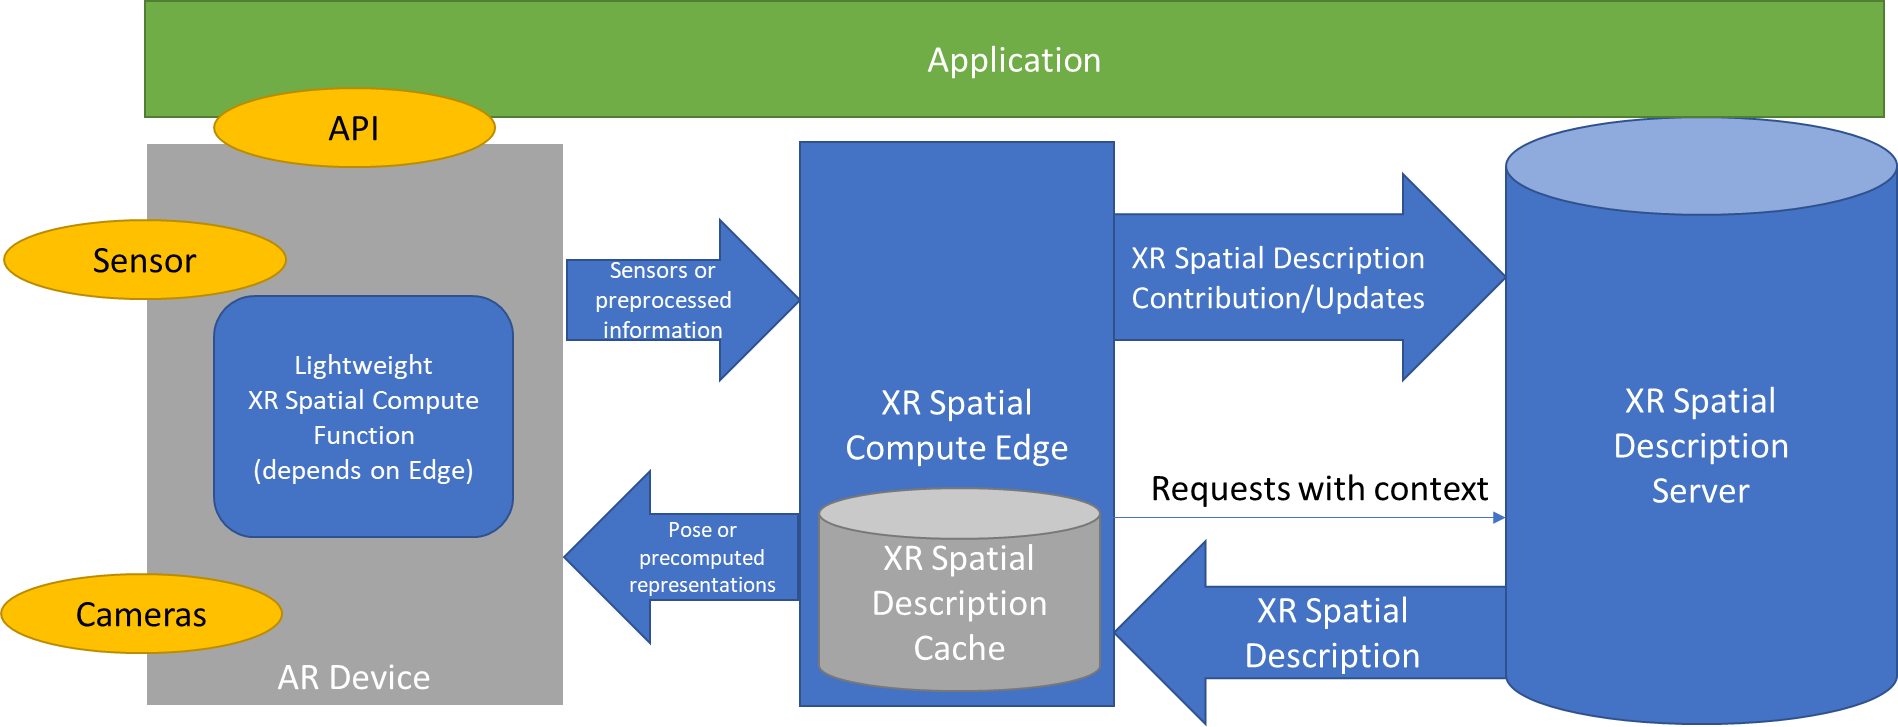 Application
API
Sensor
Lightweight
XR Spatial Compute
Function
(depends on Edge)
Cameras
AR Device
Sensors or
preprocessed
information
Pose or
precomputed
representations
XR Spatial
Compute Edge
XR Spatial
Description
Cache
XR Spatial Description
Contribution/Updates
Requests with context
XR Spatial
Description
XR Spatial
Description
Server